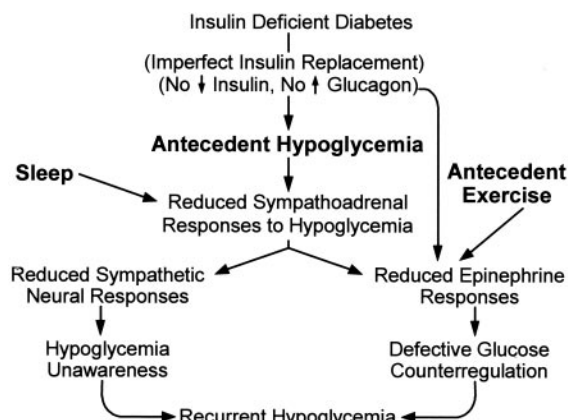 Insulin Deficient Diabetes
(Imperfect Insulin Replacement)
(No ↓ Insulin, No ↑ Glucagon)
Antecedent Hypoglycemia
Sleep
Antecedent
Exercise
Reduced Sympathoadrenal
Responses to Hypoglycemia
Reduced Sympathetic
Neural Responses
Reduced Epinephrine
Responses
Hypoglycemia
Unawareness
Defective Glucose
Counterregulation
Recurrent Hypoglycemia